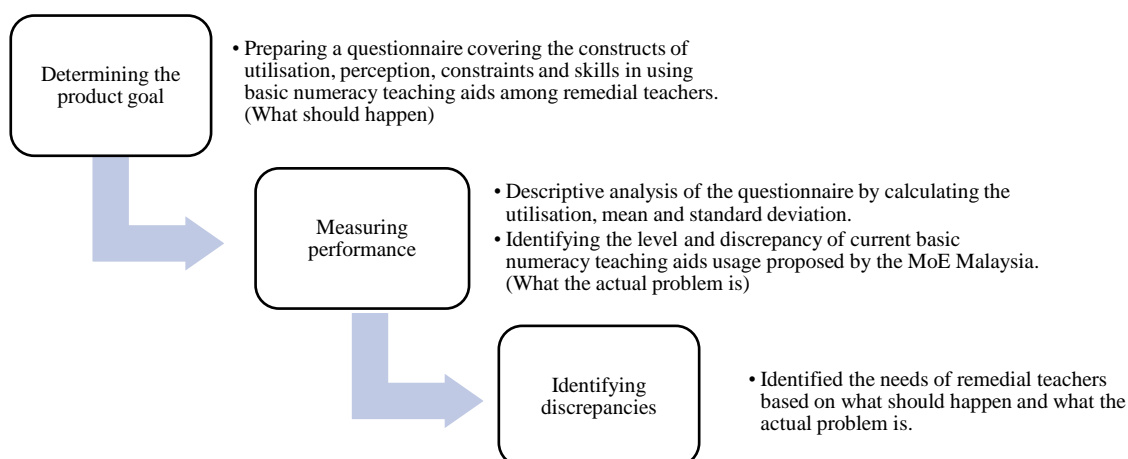 Determining the
product goal
• Preparing a questionnaire covering the constructs of
utilisation, perception, constraints and skills in using
basic numeracy teaching aids among remedial teachers.
(What should happen)
Measuring
performance
• Descriptive analysis of the questionnaire by calculating the
utilisation, mean and standard deviation.
• Identifying the level and discrepancy of current basic
numeracy teaching aids usage proposed by the MoE Malaysia.
(What the actual problem is)
Identifying
discrepancies
• Identified the needs of remedial teachers
based on what should happen and what the
actual problem is.